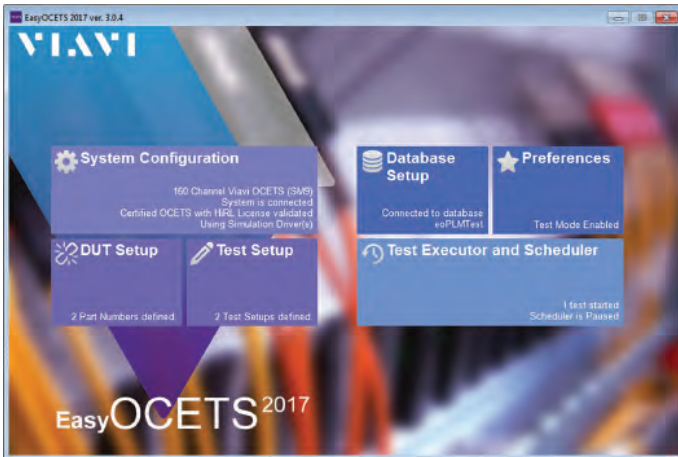 EasyOCETS 2017 ver. 3.0.4
VIAVI
System Configuration
160 Channel Viavi OCETS (SM9)
System is connected
Certified OCETS with HiRL License validated
Using Simulation Driver(s)
Database
Setup
Connected to database
eoPLMTest
Preferences
Test Mode Enabled
DUT Setup
2 Part Numbers defined
Test Setup
2 Test Setups defined
Test Executor and Scheduler
1 test started
Scheduler is Paused
EasyOCETS 2017